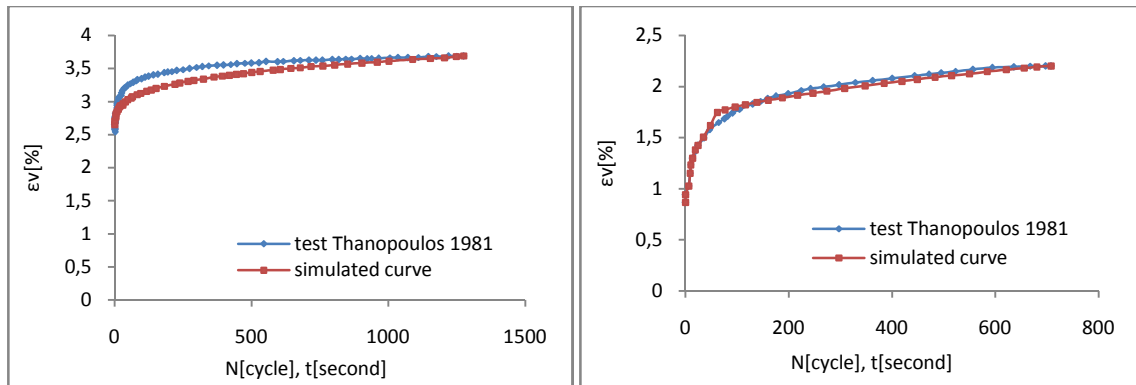 4
3,5
3
2,5
2
1,5
1
0,5
0
εv[%]
0 500 1000 1500
N[cycle], t[second]
test Thanopoulos 1981
simulated curve
2,5
2
1,5
1
0,5
0
εv[%]
0 200 400 600 800
N[cycle], t[second]
test Thanopoulos 1981
simulated curve